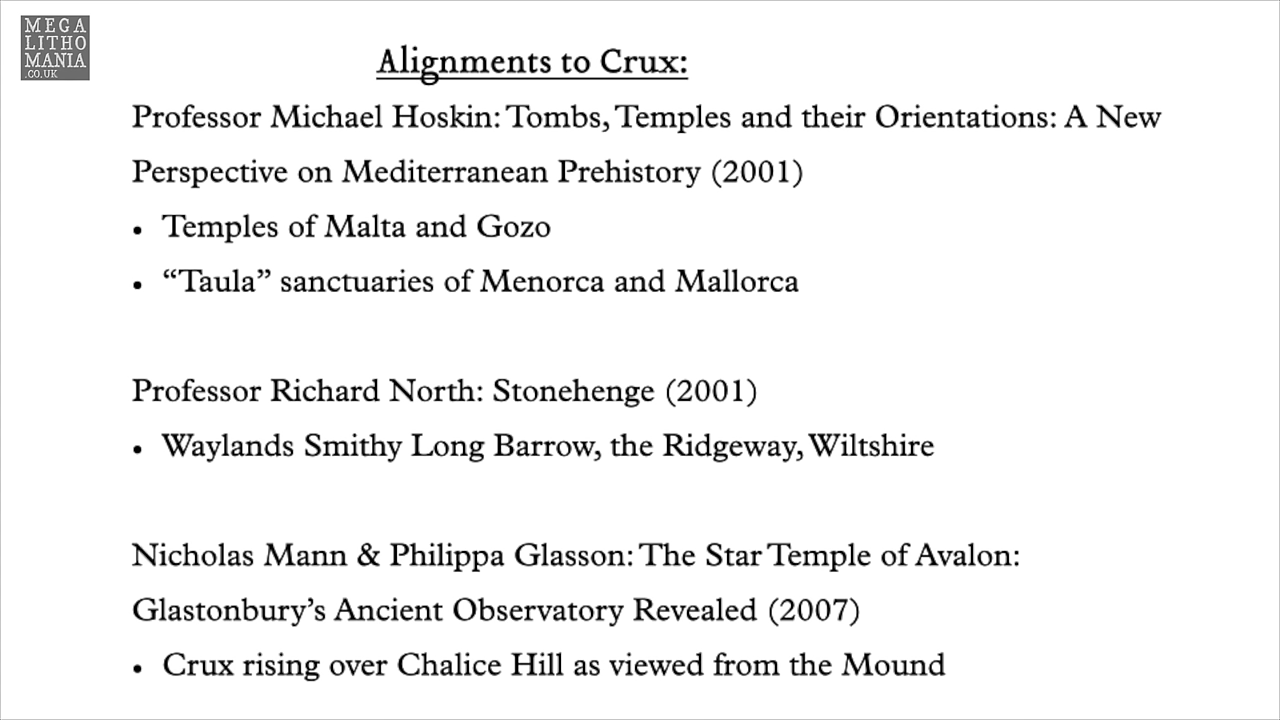 MEGA
LITHO
MANIA
.CO.UK
Alignments to Crux:
Professor Michael Hoskin: Tombs, Temples and their Orientations: A New
Perspective on Mediterranean Prehistory (2001)
• Temples of Malta and Gozo
• “Taula” sanctuaries of Menorca and Mallorca
Professor Richard North: Stonehenge (2001)
• Waylands Smithy Long Barrow, the Ridgeway, Wiltshire
Nicholas Mann & Philippa Glasson: The Star Temple of Avalon:
Glastonbury’s Ancient Observatory Revealed (2007)
• Crux rising over Chalice Hill as viewed from the Mound